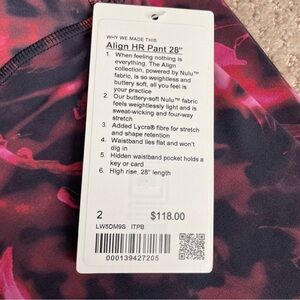 WHY WE MADE THIS
Align HR Pant 28"
1. When feeling nothing is
everything. The Align
collection, powered by Nulu™
fabric, is so weightless and
buttery soft, all you feel is
your practice
2. Our buttery-soft Nulu™ fabric
feels weightlessly light and is
sweat-wicking and four-way
stretch
3. Added Lycra® fibre for stretch
and shape retention
4. Waistband lies flat and won't
dig in
5. Hidden waistband pocket holds a
key or card
6. High rise, 28" length
2 $118.00
LW5DM9S ITPB
000139427205